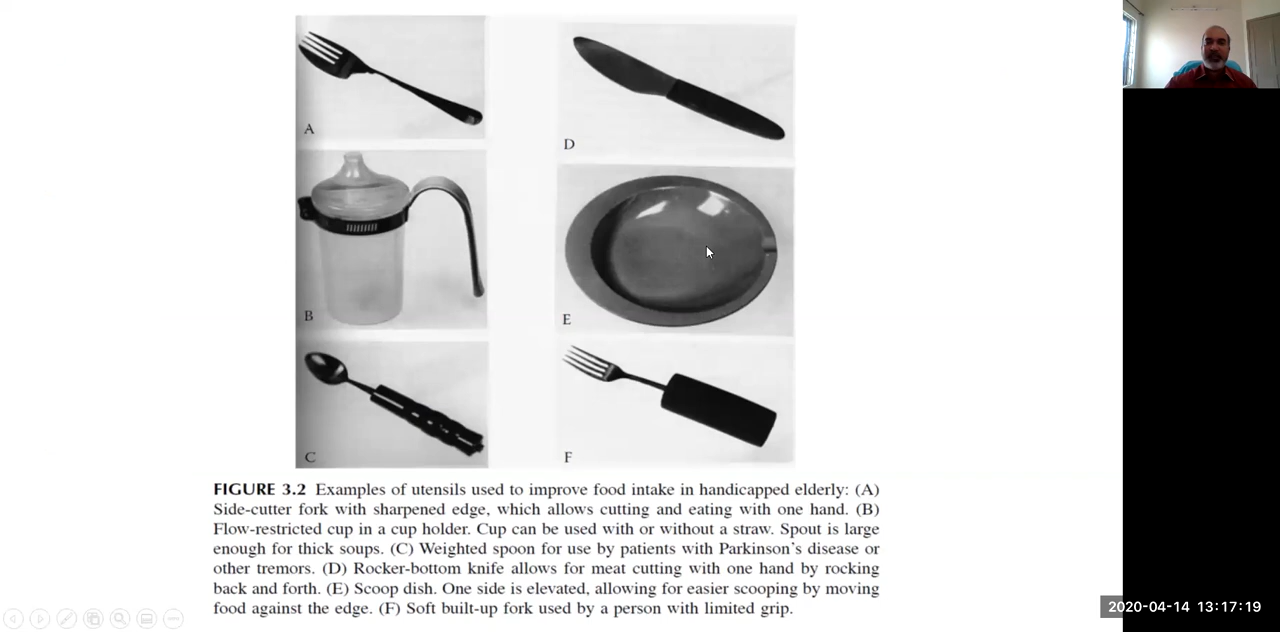 A
D
B
E
C
F
FIGURE 3.2 Examples of utensils used to improve food intake in handicapped elderly: (A)
Side-cutter fork with sharpened edge, which allows cutting and eating with one hand. (B)
Flow-restricted cup in a cup holder. Cup can be used with or without a straw. Spout is large
enough for thick soups. (C) Weighted spoon for use by patients with Parkinson's disease or
other tremors. (D) Rocker-bottom knife allows for meat cutting with one hand by rocking
back and forth. (E) Scoop dish. One side is elevated, allowing for easier scooping by moving
food against the edge. (F) Soft built-up fork used by a person with limited grip.
2020-04-14 13:17:19